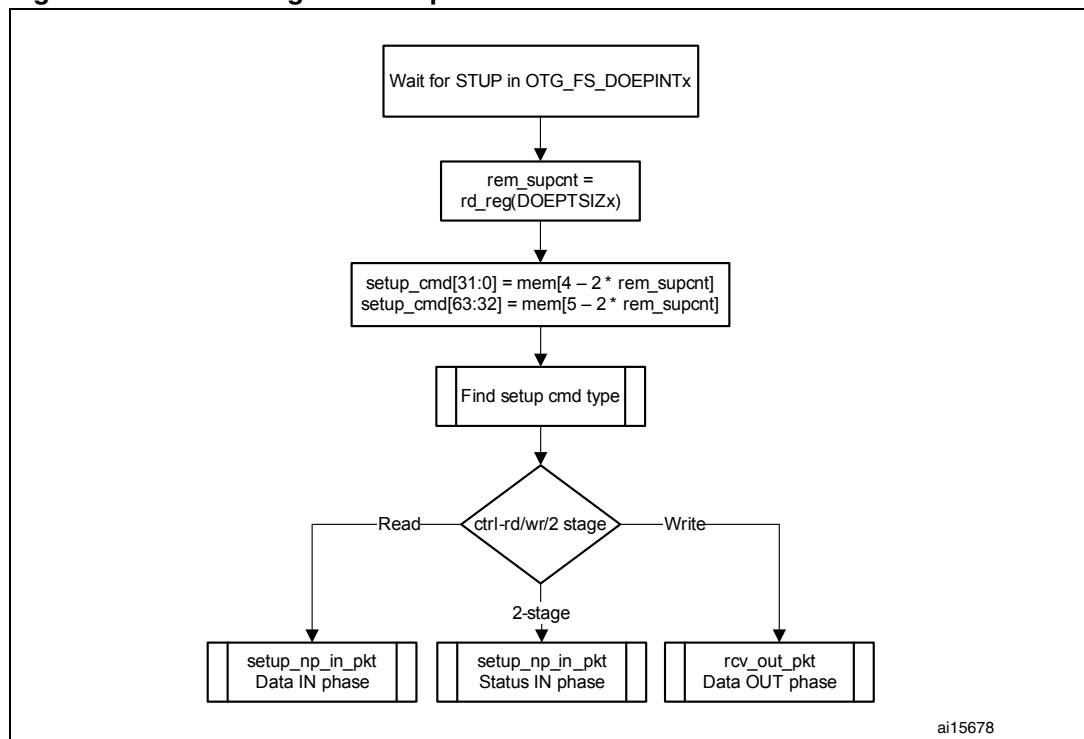 Wait for STUP in OTG_FS_DOEPINTx
rem_supcnt =
rd_reg(DOEPTSIZx)
setup_cmd[31:0] = mem[4 – 2 * rem_supcnt]
setup_cmd[63:32] = mem[5 – 2 * rem_supcnt]
Find setup cmd type
Read
ctrl-rd/wr/2 stage
Write
2-stage
setup_np_in_pkt
Data IN phase
setup_np_in_pkt
Status IN phase
rcv_out_pkt
Data OUT phase
ai15678